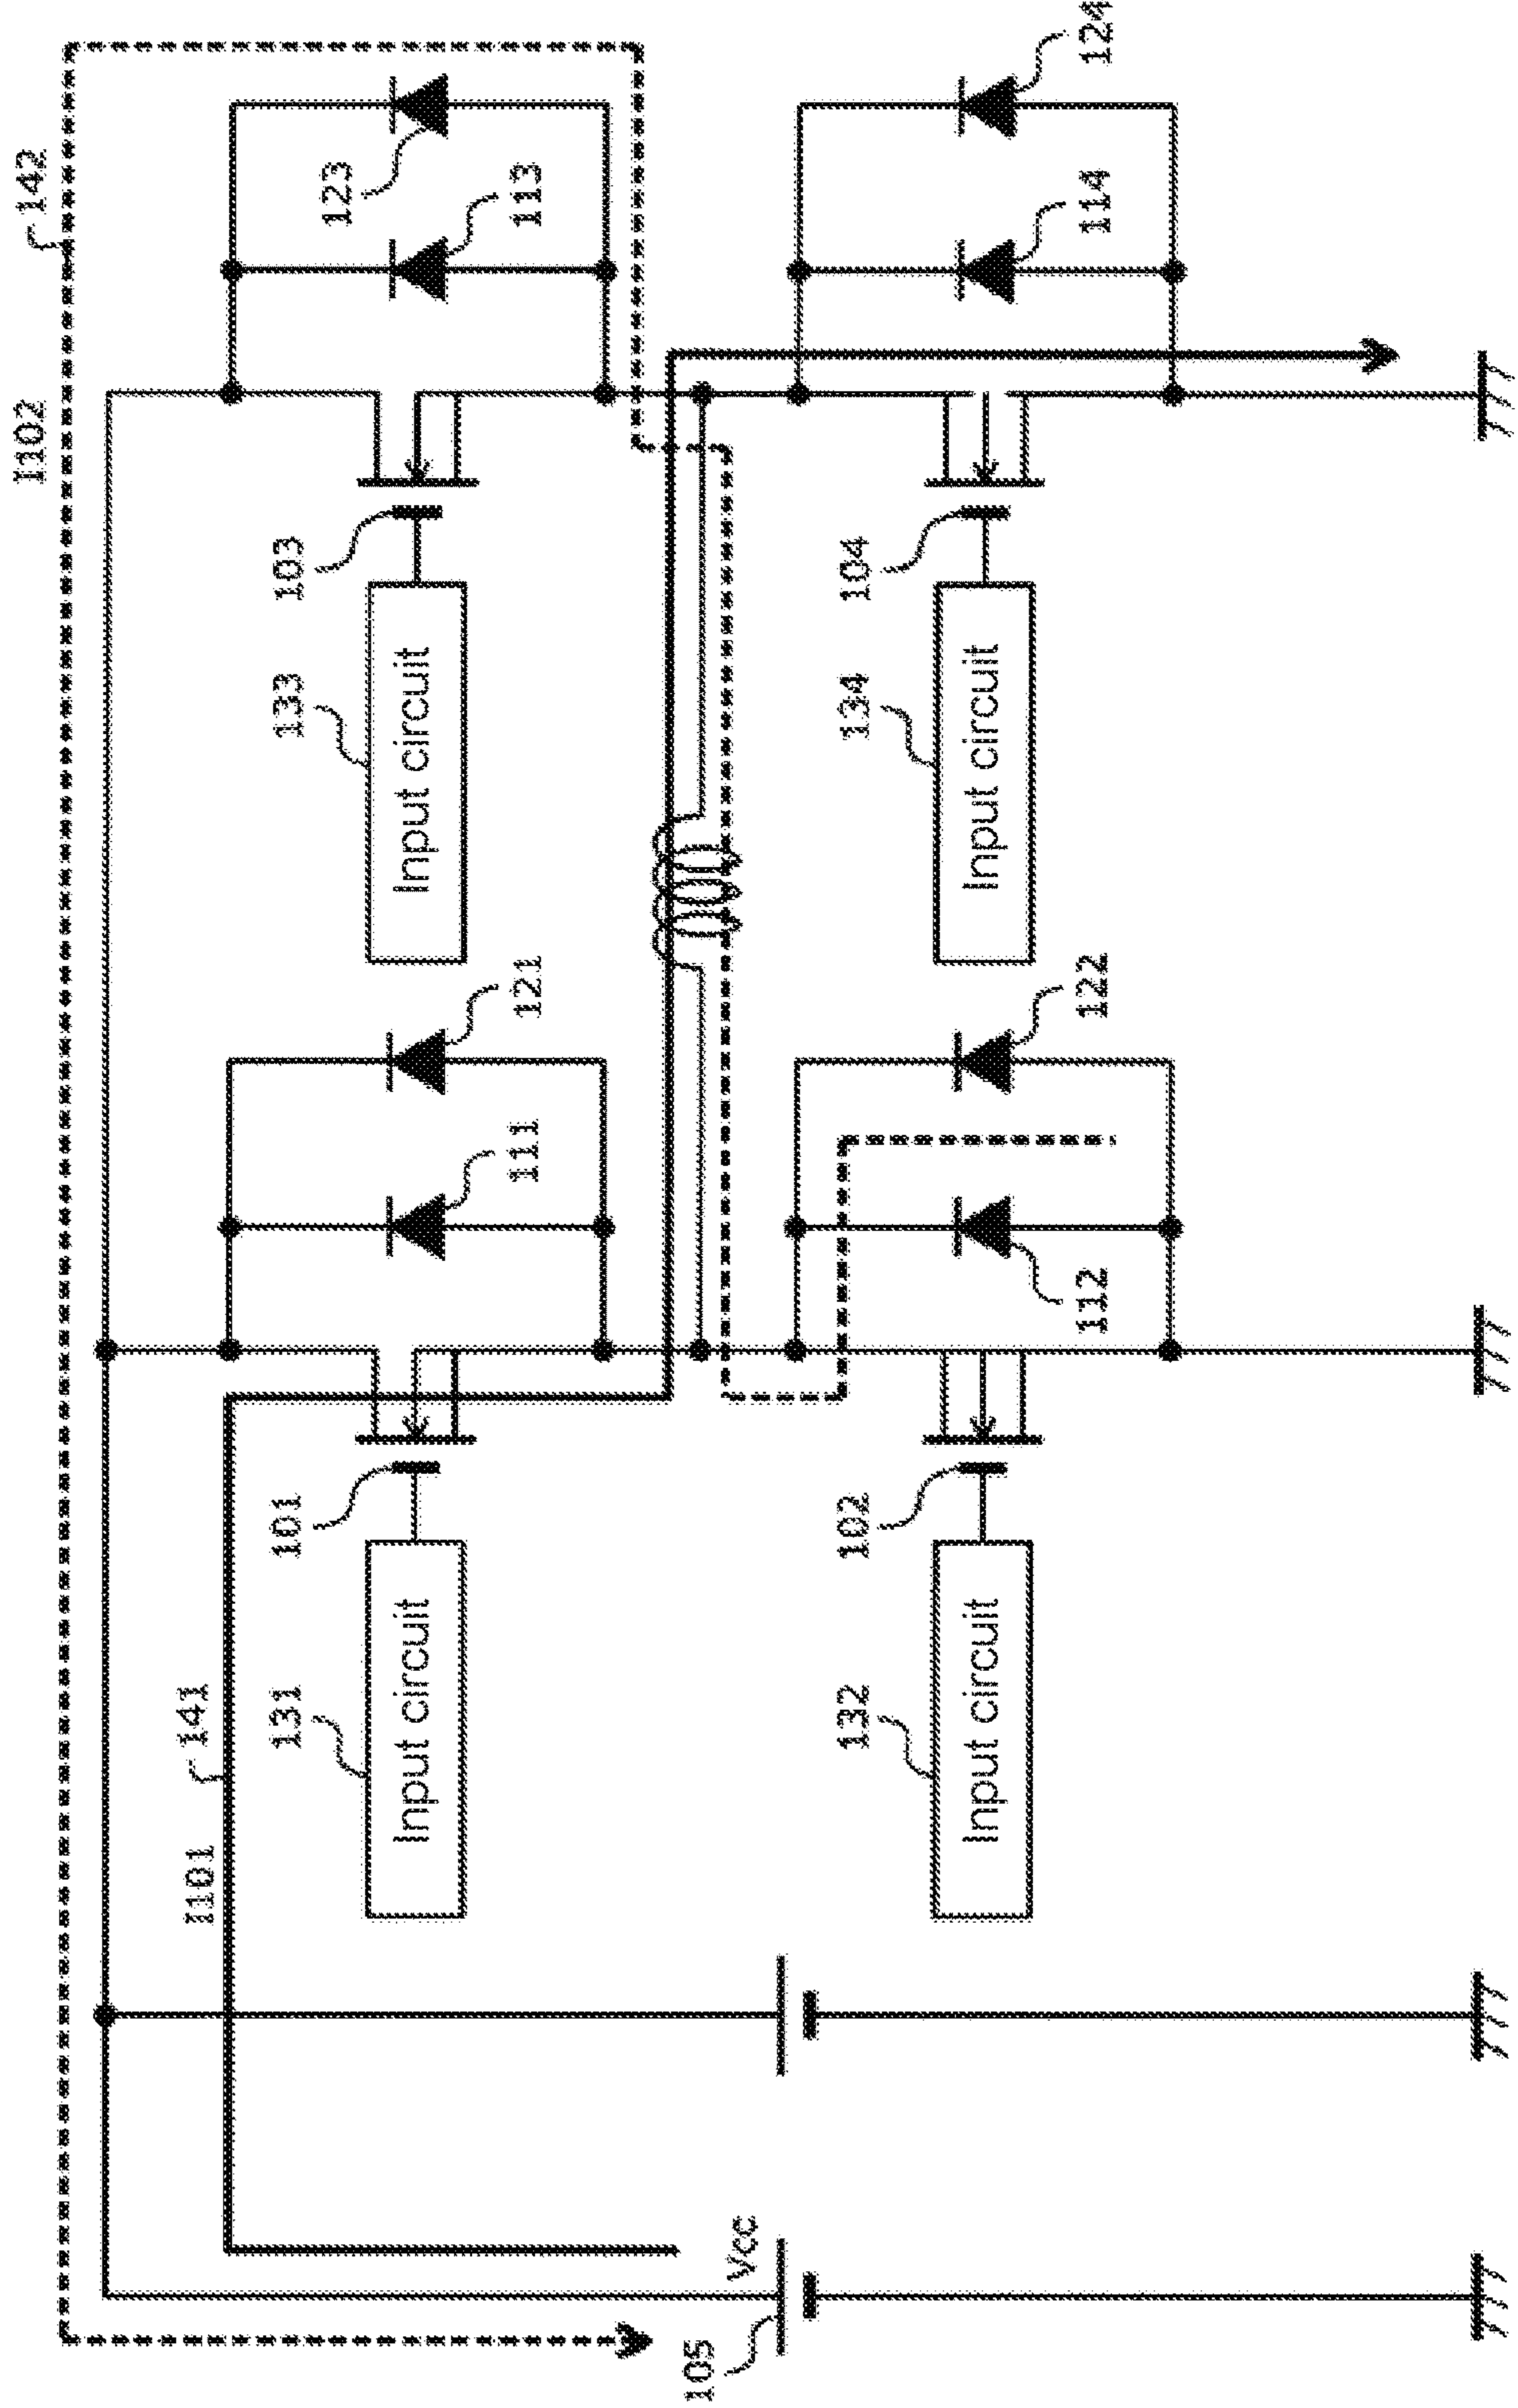 I102
142
123
113
124
114
103
133
Input circuit
104
134
Input circuit
121
111
122
112
101
131
Input circuit
102
132
Input circuit
I101
141
Vcc
105